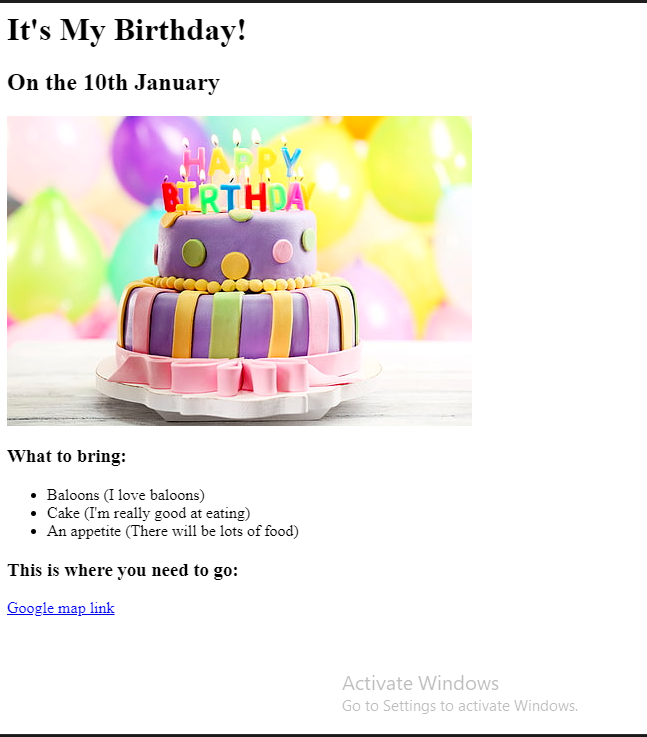 It's My Birthday!
On the 10th January
HAPPY
BIRTHDAY
What to bring:
Baloons (I love baloons)
Cake (I'm really good at eating)
An appetite (There will be lots of food)
This is where you need to go:
Google map link
Activate Windows
Go to Settings to activate Windows.